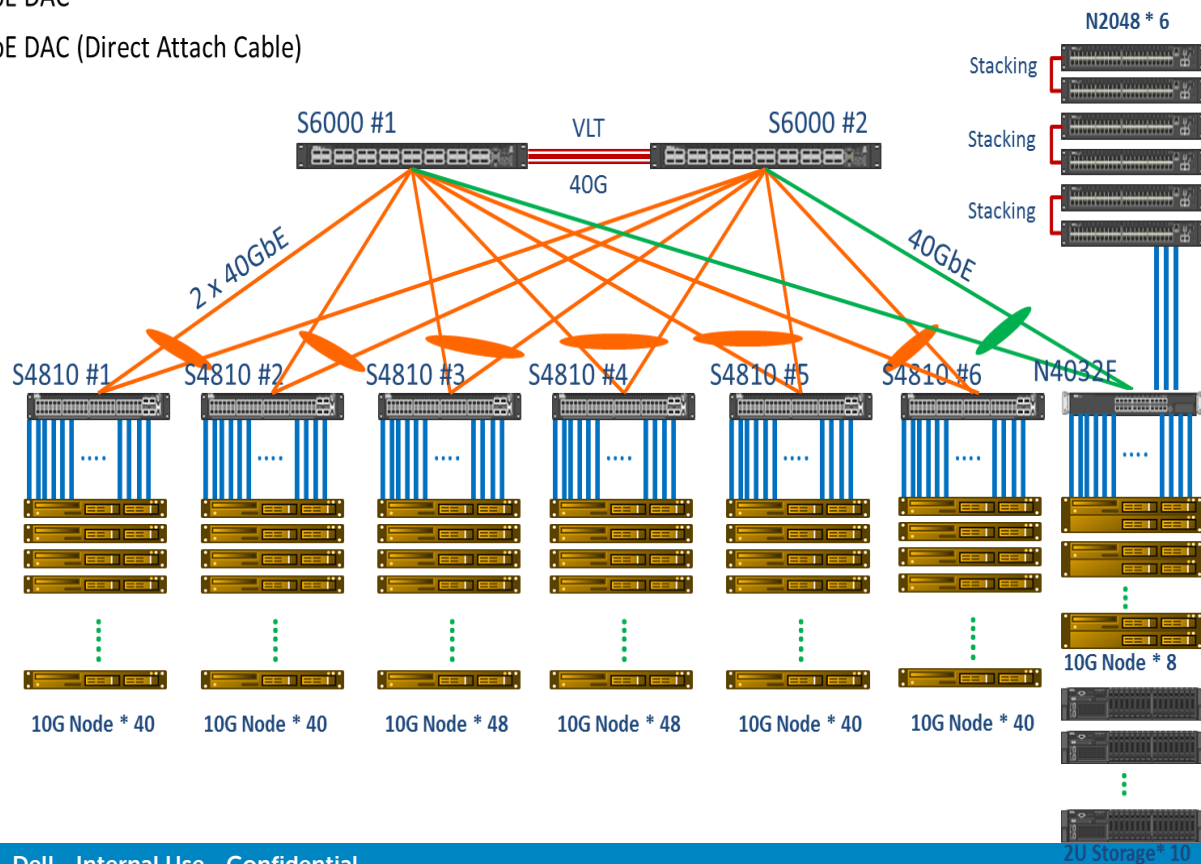 DAC
DAC (Direct Attach Cable)
N2048 * 6
Stacking
Stacking
Stacking
S6000 #1
VLT
S6000 #2
40G
2 x 40GbE
40GbE
S4810 #1
S4810 #2
S4810 #3
S4810 #4
S4810 #5
S4810 #6
N4032F
10G Node * 8
10G Node * 40
10G Node * 40
10G Node * 48
10G Node * 48
10G Node * 40
10G Node * 40
2U Storage* 10
Dell - Internal Use - Confidential